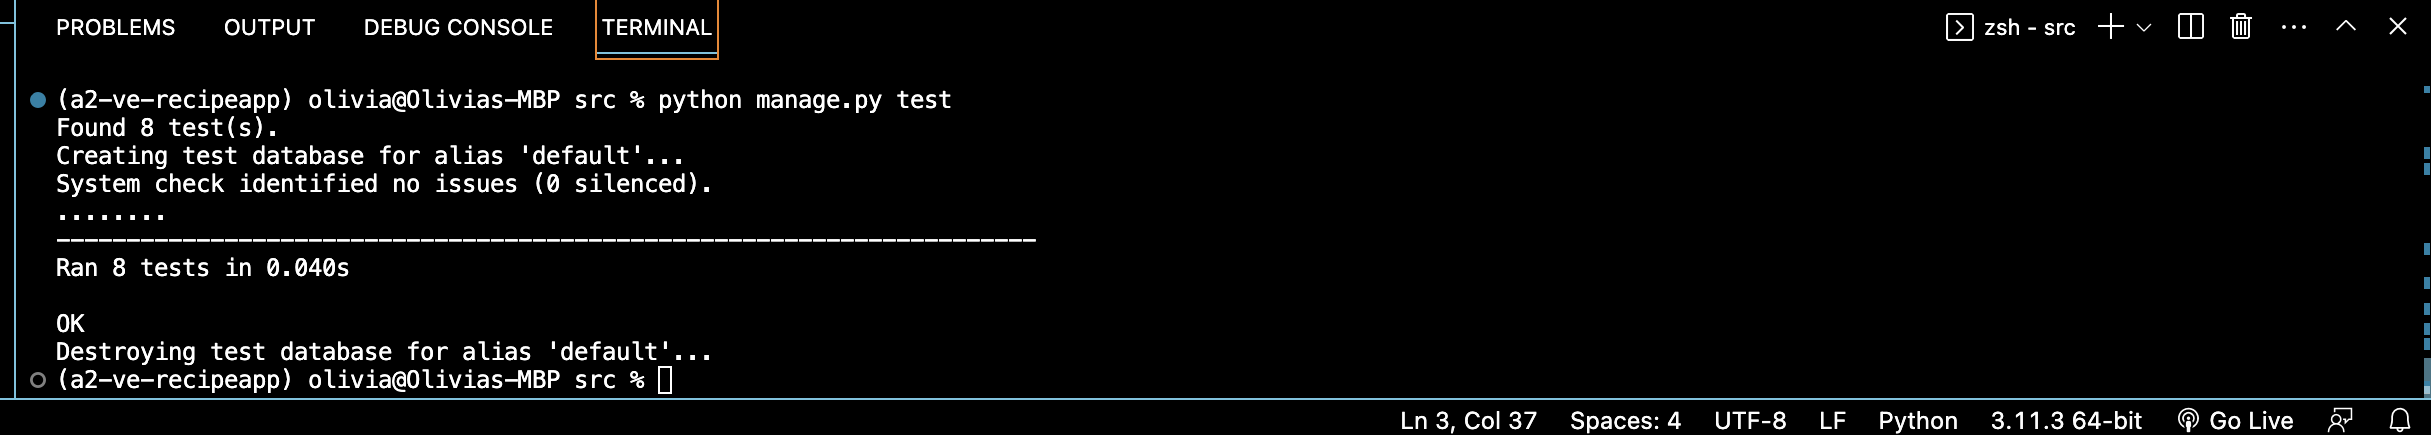 PROBLEMS OUTPUT DEBUG CONSOLE TERMINAL zsh - src
(a2-ve-recipeapp) olivia@Olivias-MBP src % python manage.py test
Found 8 test(s).
Creating test database for alias 'default'...
System check identified no issues (0 silenced).
........
----------------------------------------------------------------------
Ran 8 tests in 0.040s
OK
Destroying test database for alias 'default'...
(a2-ve-recipeapp) olivia@Olivias-MBP src %
Ln 3, Col 37 Spaces: 4 UTF-8 LF Python 3.11.3 64-bit Go Live